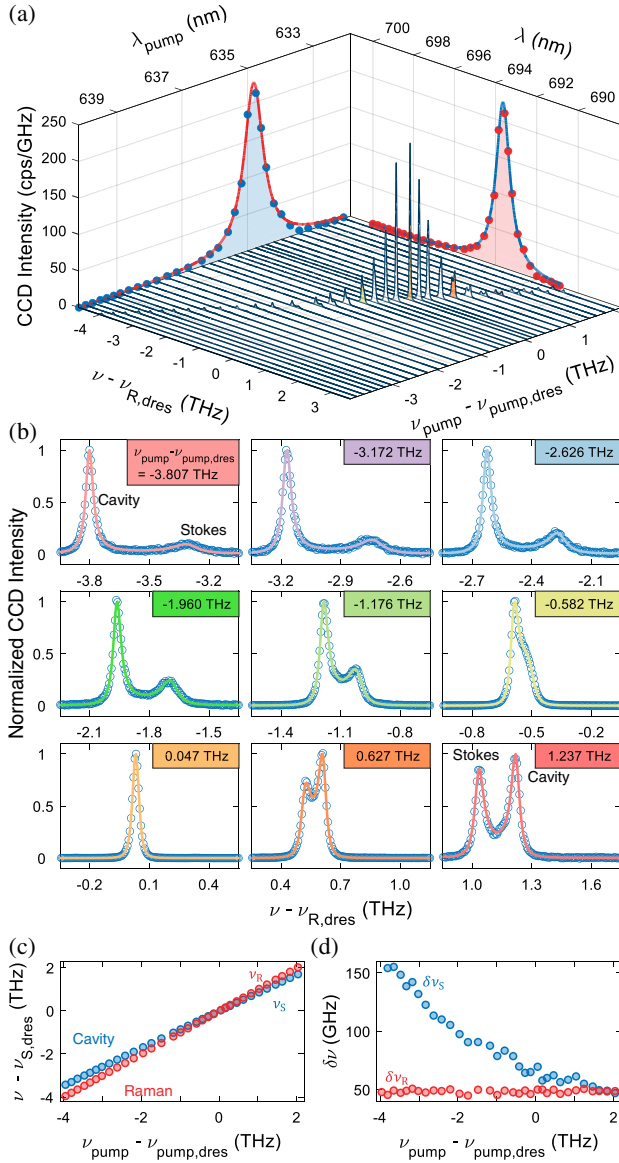 (a)
λpump (nm)
λ (nm)
639 637 635 633
700 698 696 694 692 690
CCD Intensity (cps/GHz)
250
200
150
100
50
0
-4 -3 -2 -1 0 1 2 3
ν - νR,dres (THz)
-3 -2 -1 0 1
νpump - νpump,dres (THz)
(b)
Normalized CCD Intensity
νpump-νpump,dres
= -3.807 THz
-3.172 THz
-2.626 THz
Cavity
Stokes
1
0.5
0
-3.8 -3.5 -3.2
-3.2 -2.9 -2.6
-2.7 -2.4 -2.1
-1.960 THz
-1.176 THz
-0.582 THz
1
0.5
0
-2.1 -1.8 -1.5
-1.4 -1.1 -0.8
-0.8 -0.5 -0.2
0.047 THz
0.627 THz
1.237 THz
Stokes
Cavity
1
0.5
0
-0.2 0.1 0.4
0.4 0.7 1.0
1.0 1.3 1.6
ν - νR,dres (THz)
(c)
ν - νS,dres (THz)
2
0
-2
-4
νR
νS
Cavity
Raman
-4 -2 0 2
νpump - νpump,dres (THz)
(d)
δν (GHz)
150
100
50
δνS
δνR
-4 -2 0 2
νpump - νpump,dres (THz)